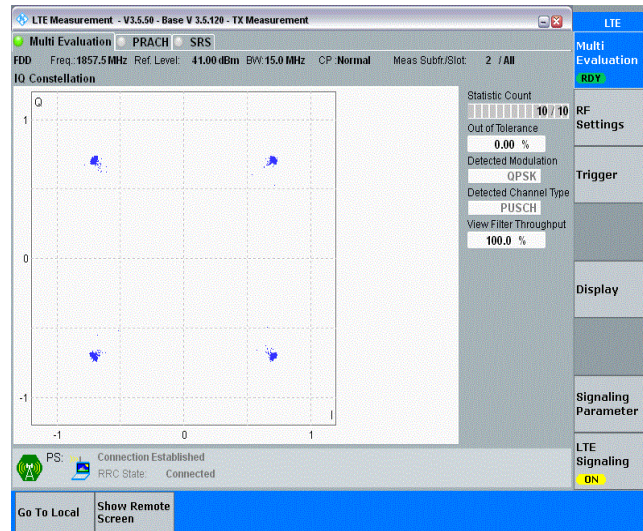 LTE Measurement - V3.5.50 - Base V 3.5.120 - TX Measurement
LTE
Multi Evaluation PRACH SRS
Multi
Evaluation
RDY
FDD Freq.: 1857.5 MHz Ref. Level: 41.00 dBm BW: 15.0 MHz CP : Normal Meas Subfr./Slot: 2 / All
IQ Constellation
Q
1
0
-1
I
-1 0 1
Statistic Count
10 / 10
Out of Tolerance
0.00 %
Detected Modulation
QPSK
Detected Channel Type
PUSCH
View Filter Throughput
100.0 %
RF
Settings
Trigger
Display
Signaling
Parameter
LTE
Signaling
ON
PS: Connection Established
RRC State: Connected
Go To Local
Show Remote
Screen